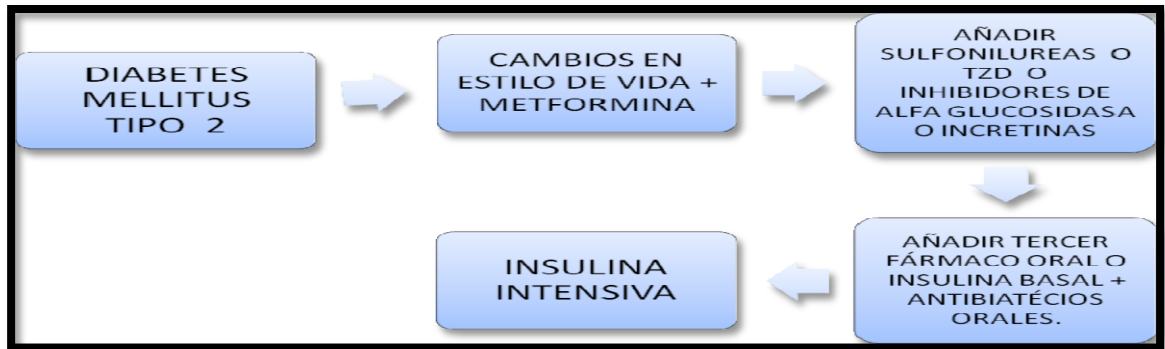 DIABETES
MELLITUS
TIPO 2
CAMBIOS EN
ESTILO DE VIDA +
METFORMINA
AÑADIR
SULFONILUREAS O
TZD O
INHIBIDORES DE
ALFA GLUCOSIDASA
O INCRETINAS
AÑADIR TERCER
FÁRMACO ORAL O
INSULINA BASAL +
ANTIBIATÉCIOS
ORALES.
INSULINA
INTENSIVA